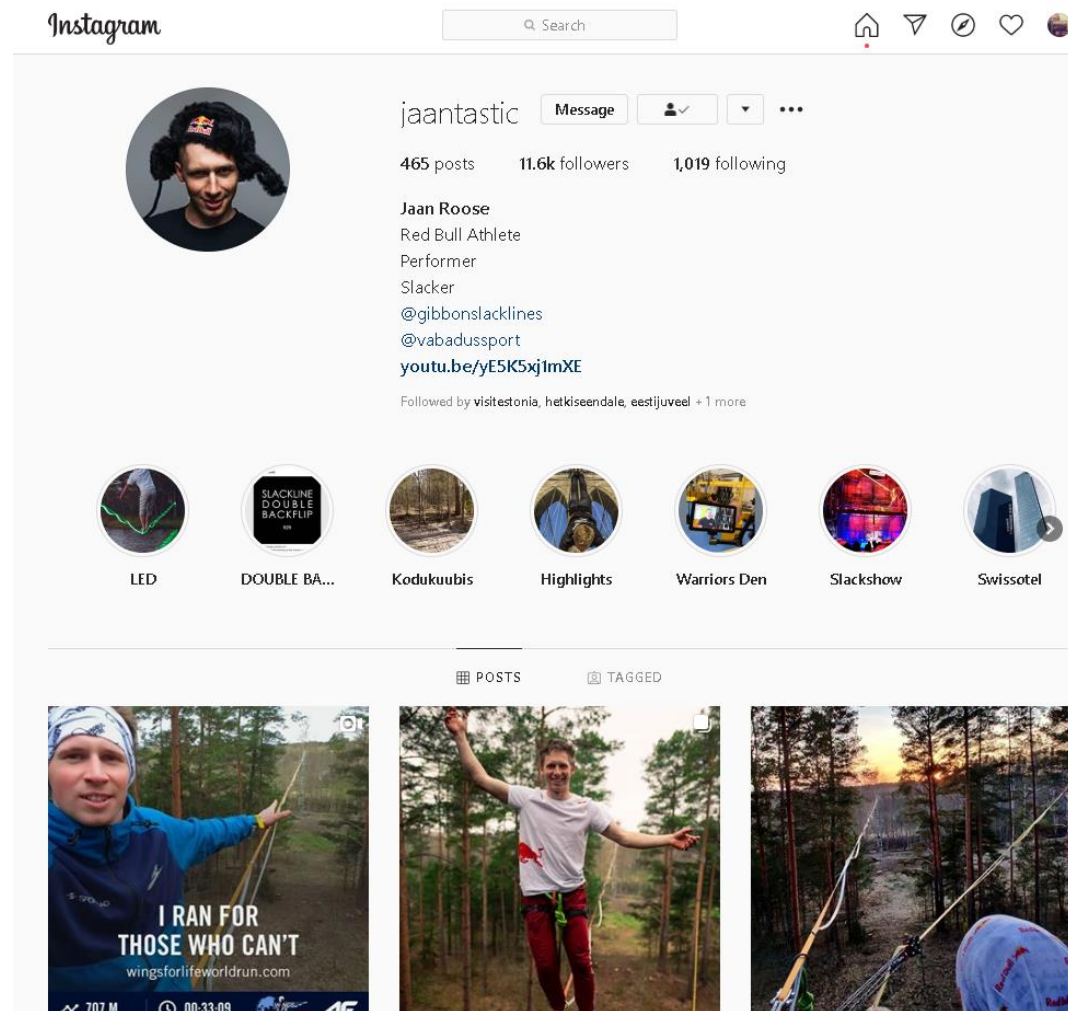 Instagram
Search
jaantastic Message
465 posts 11.6k followers 1,019 following
Jaan Roose
Red Bull Athlete
Performer
Slacker
@gibbonslacklines
@vabadussport
youtu.be/yE5K5xj1mXE
Followed by visitestonia, hetkiseendale, eestijuveel + 1 more
SLACKLINE
DOUBLE
BACKFLIP
LED DOUBLE BA... Kodukuubis Highlights Warriors Den Slackshow Swissotel
POSTS TAGGED
I RAN FOR
THOSE WHO CAN'T
wingsforlifeworldrun.com
707 M 00:33:09